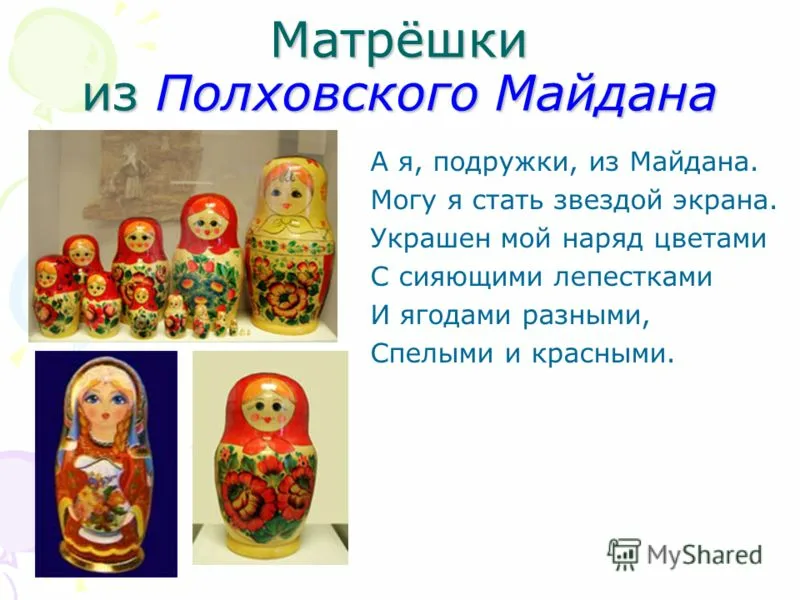 Матрёшки
из Полховского Майдана
А я, подружки, из Майдана.
Могу я стать звездой экрана.
Украшен мой наряд цветами
С сияющими лепестками
И ягодами разными,
Спелыми и красными.
MyShared